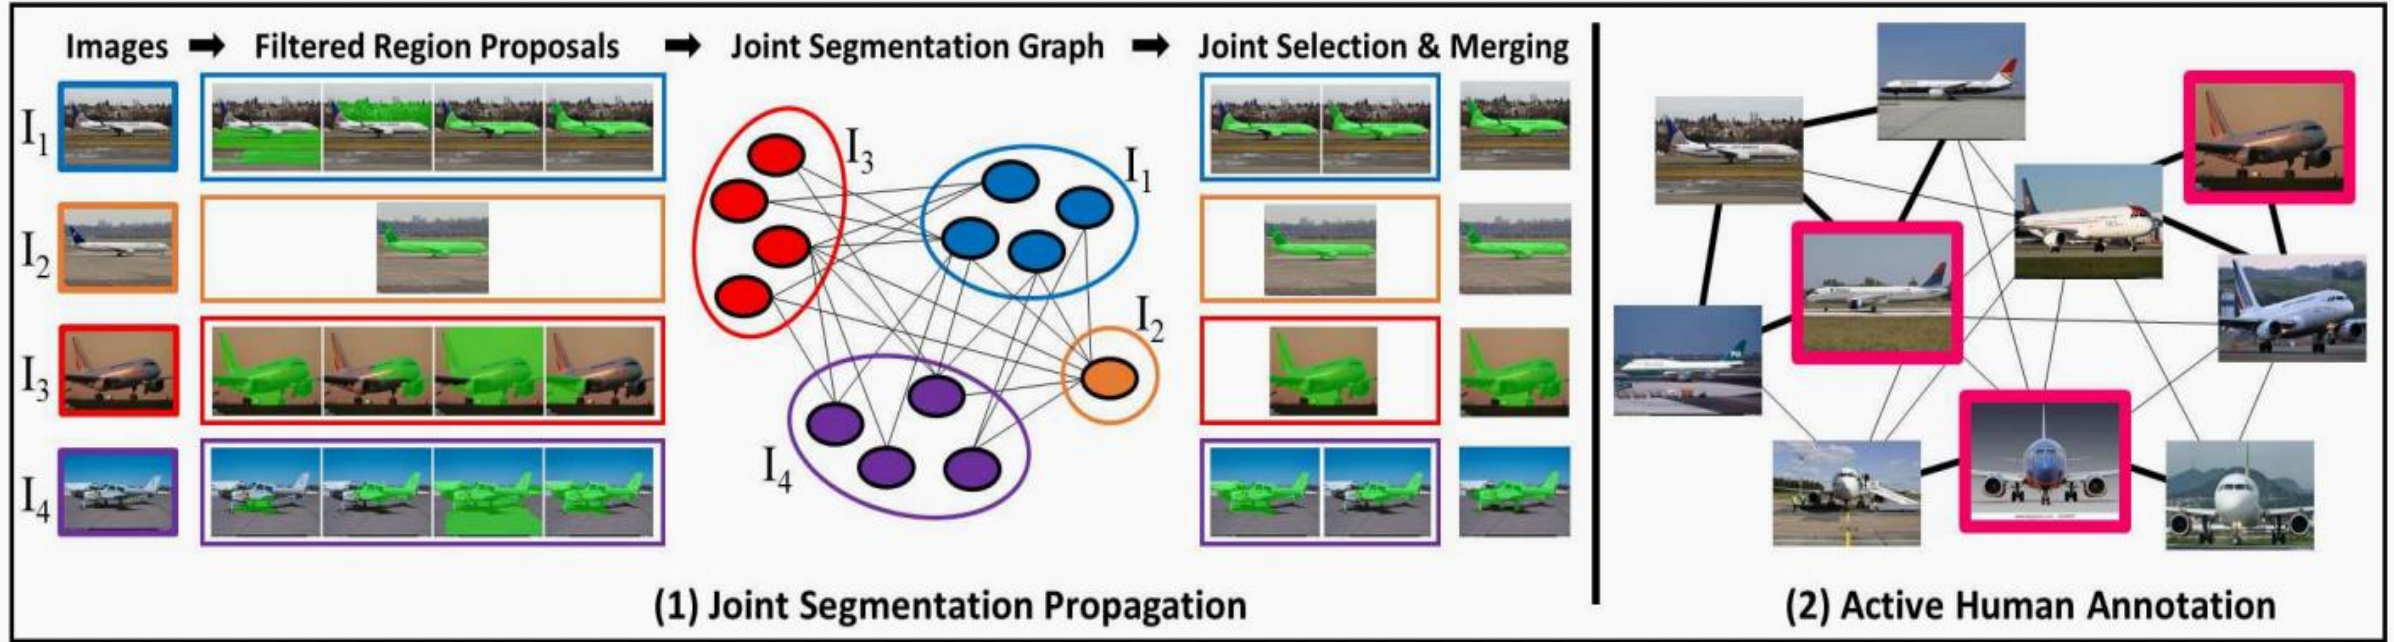 Images ➡ Filtered Region Proposals ➡ Joint Segmentation Graph ➡ Joint Selection & Merging
I1
I2
I3
I4
I3
I1
I2
I4
(1) Joint Segmentation Propagation
(2) Active Human Annotation